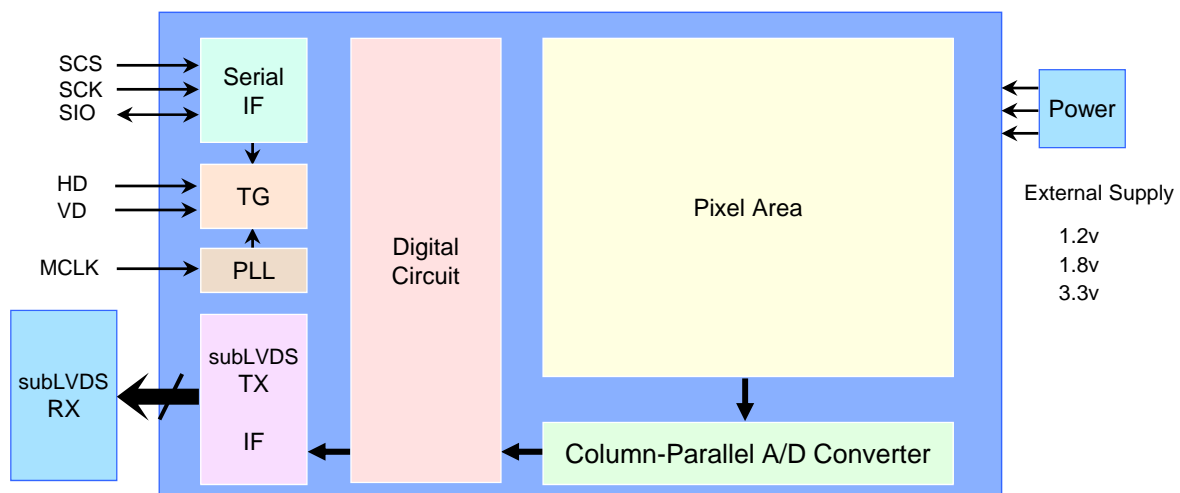 SCS
SCK
SIO
Serial
IF
HD
VD
TG
MCLK
PLL
subLVDS
RX
subLVDS
TX
IF
Digital
Circuit
Pixel Area
Column-Parallel A/D Converter
Power
External Supply
1.2v
1.8v
3.3v